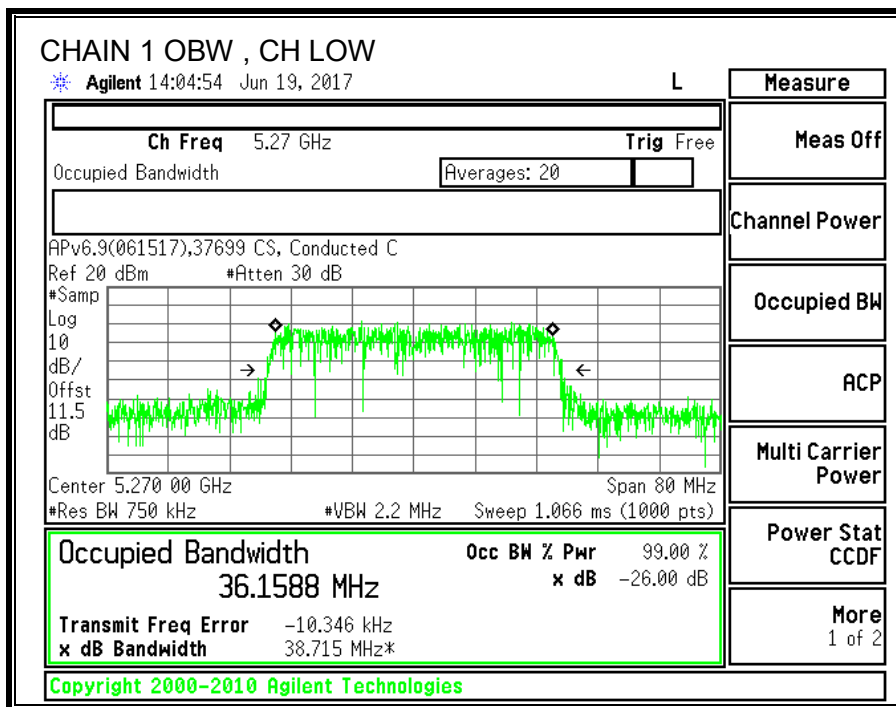 CHAIN 1 OBW , CH LOW
Agilent 14:04:54 Jun 19, 2017 L
Measure
Ch Freq 5.27 GHz Trig Free
Meas Off
Occupied Bandwidth Averages: 20
Channel Power
APv6.9(061517),37699 CS, Conducted C
Ref 20 dBm #Atten 30 dB
#Samp
Log
10
dB/
Offst
11.5
dB
Occupied BW
ACP
Center 5.270 00 GHz Span 80 MHz
#Res BW 750 kHz #VBW 2.2 MHz Sweep 1.066 ms (1000 pts)
Multi Carrier
Power
Occupied Bandwidth Occ BW % Pwr 99.00 %
36.1588 MHz x dB -26.00 dB
Power Stat
CCDF
Transmit Freq Error -10.346 kHz
x dB Bandwidth 38.715 MHz*
More
1 of 2
Copyright 2000-2010 Agilent Technologies